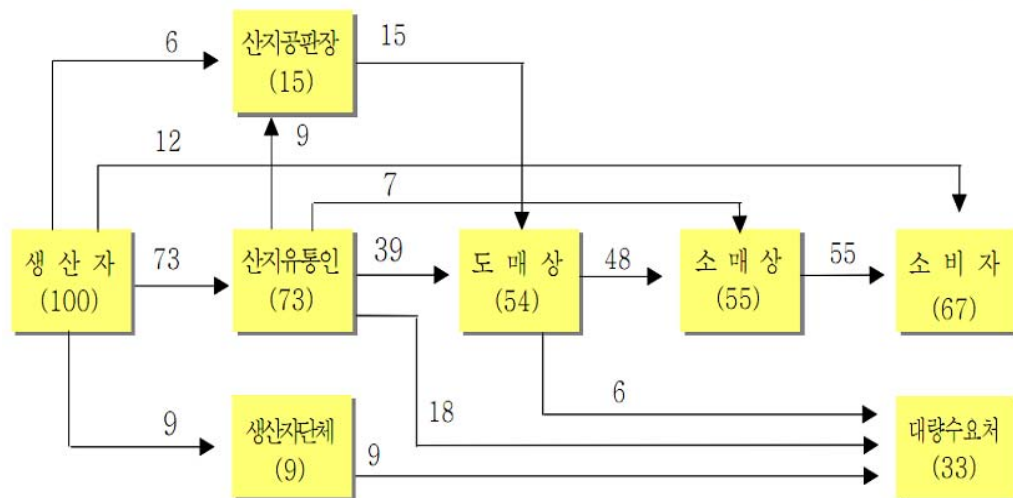 6
산지공판장
(15)
15
9
12
7
생 산 자
(100)
73
산지유통인
(73)
39
도 매 상
(54)
48
소 매 상
(55)
55
소 비 자
(67)
9
생산자단체
(9)
9
18
6
대량수요처
(33)